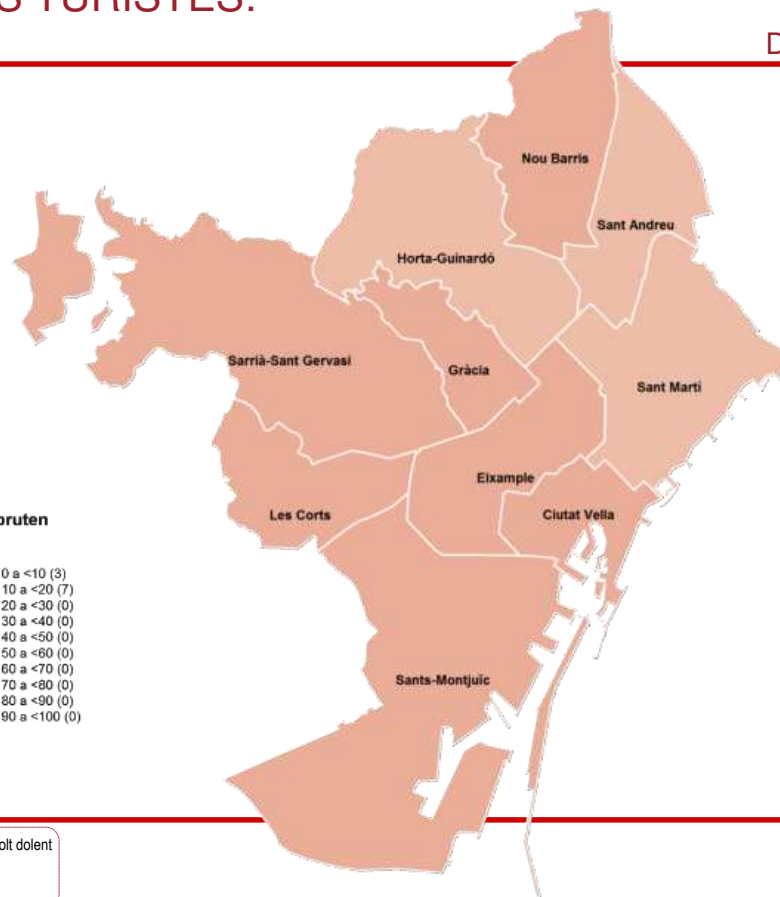 S TURISTES.
D
Nou Barris
Sant Andreu
Horta-Guinardó
Sarrià-Sant Gervasi
Gràcia
Sant Martí
Eixample
Les Corts
Ciutat Vella
bruten
0 a <10 (3)
10 a <20 (7)
20 a <30 (0)
30 a <40 (0)
40 a <50 (0)
50 a <60 (0)
60 a <70 (0)
70 a <80 (0)
80 a <90 (0)
90 a <100 (0)
Sants-Montjuïc
olt dolent